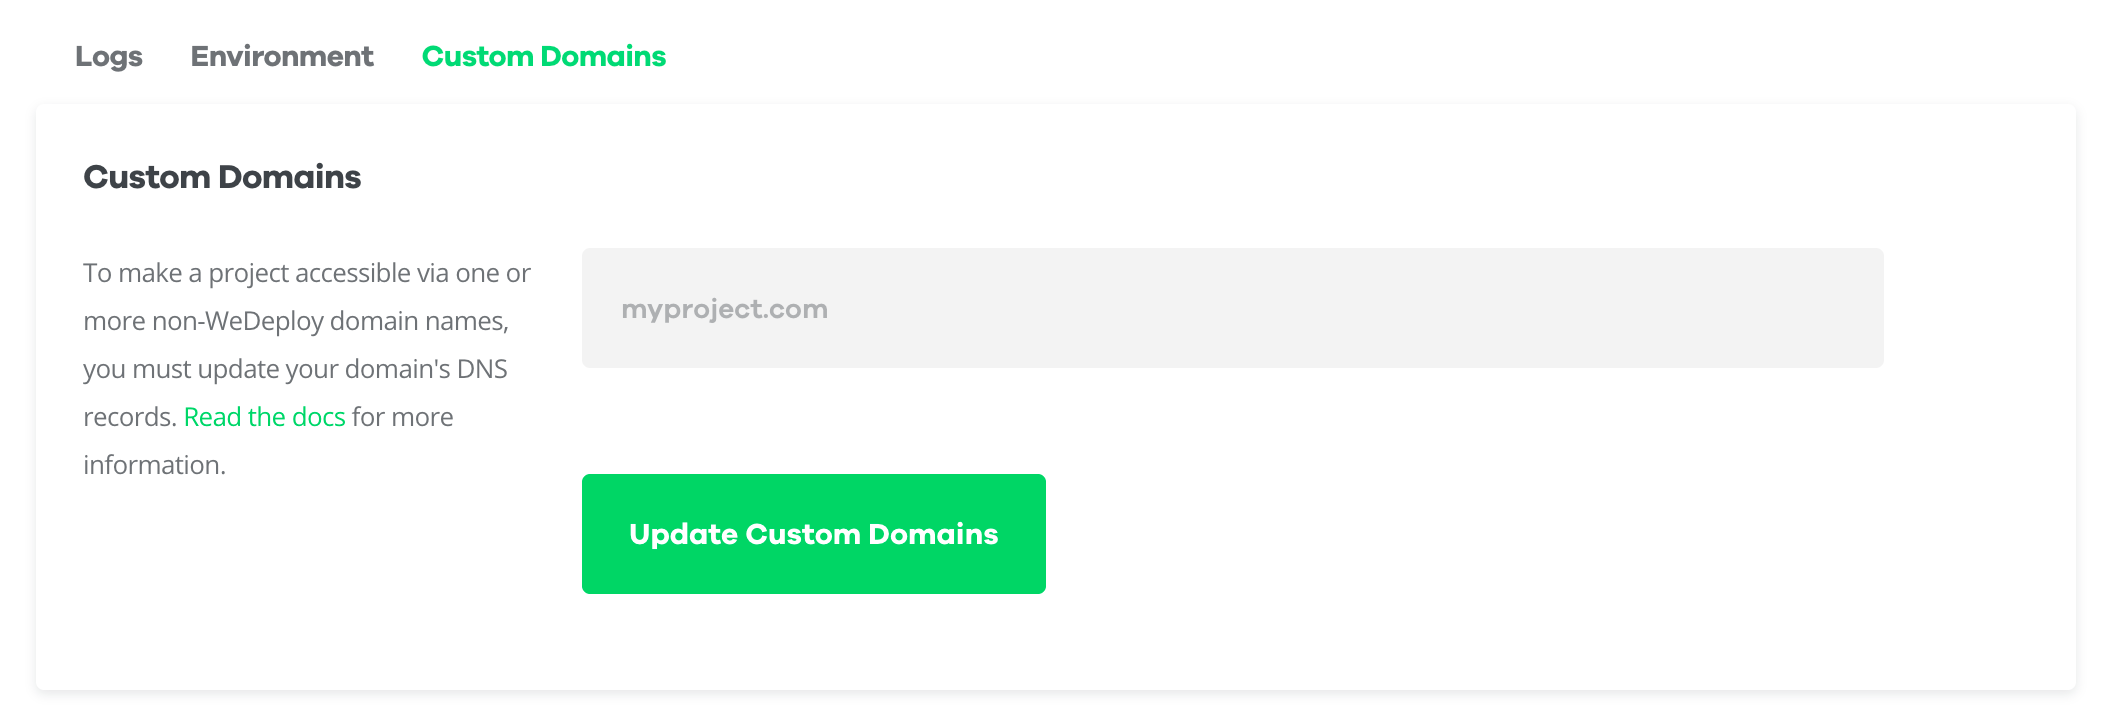 Logs Environment Custom Domains
Custom Domains
To make a project accessible via one or
more non-WeDeploy domain names,
you must update your domain's DNS
records. Read the docs for more
information.
myproject.com
Update Custom Domains